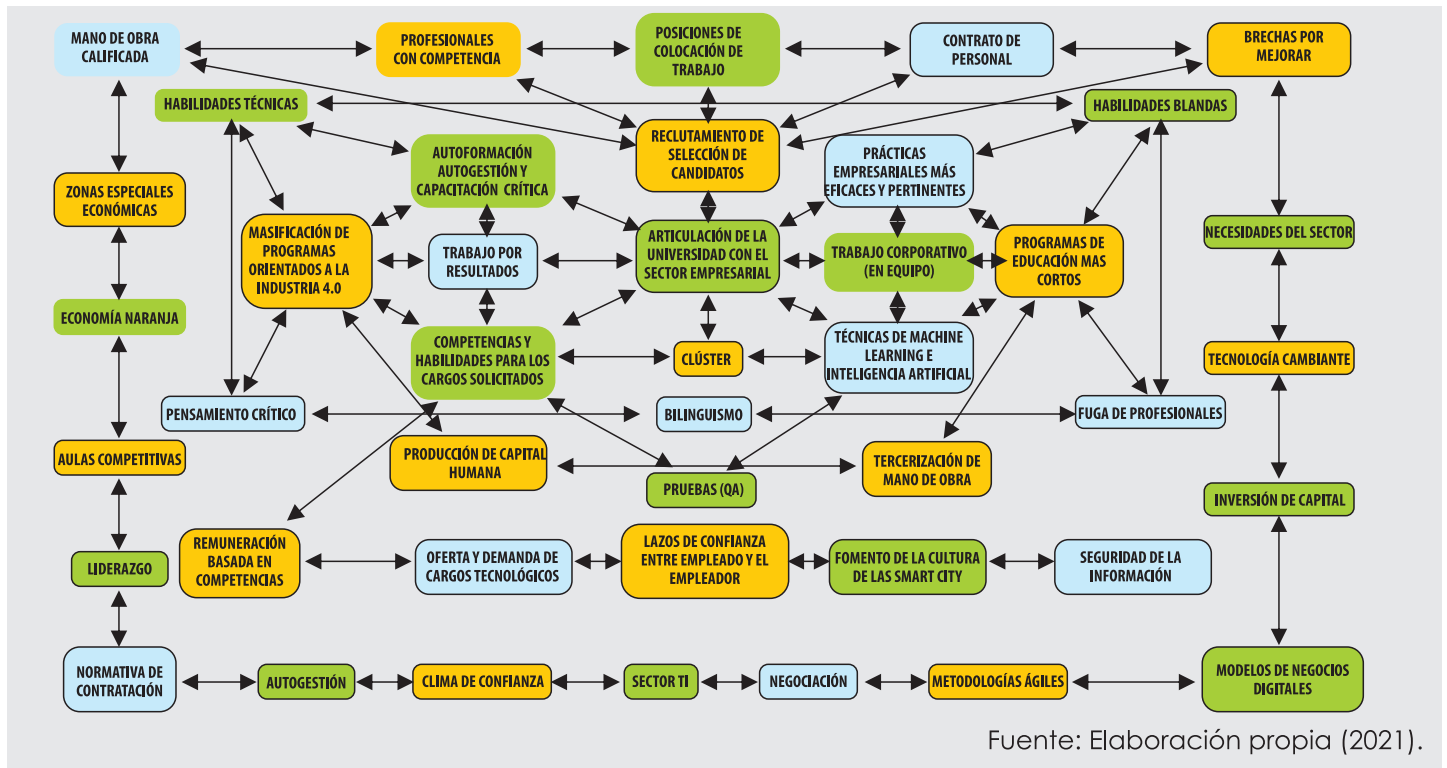 MANO DE OBRA
CALIFICADA
PROFESIONALES
CON COMPETENCIA
POSICIONES DE
COLOCACIÓN DE
TRABAJO
CONTRATO DE
PERSONAL
BRECHAS POR
MEJORAR
HABILIDADES TÉCNICAS
HABILIDADES BLANDAS
AUTOFORMACIÓN
AUTOGESTIÓN Y
CAPACITACIÓN CRÍTICA
RECLUTAMIENTO DE
SELECCIÓN DE
CANDIDATOS
PRÁCTICAS
EMPRESARIALES MÁS
EFICACES Y PERTINENTES
ZONAS ESPECIALES
ECONÓMICAS
MASIFICACIÓN DE
PROGRAMAS
ORIENTADOS A LA
INDUSTRIA 4.0
TRABAJO POR
RESULTADOS
ARTICULACIÓN DE LA
UNIVERSIDAD CON EL
SECTOR EMPRESARIAL
TRABAJO CORPORATIVO
(EN EQUIPO)
PROGRAMAS DE
EDUCACIÓN MAS
CORTOS
NECESIDADES DEL SECTOR
ECONOMÍA NARANJA
COMPETENCIAS Y
HABILIDADES PARA LOS
CARGOS SOLICITADOS
CLÚSTER
TÉCNICAS DE MACHINE
LEARNING E
INTELIGENCIA ARTIFICIAL
TECNOLOGÍA CAMBIANTE
PENSAMIENTO CRÍTICO
BILINGUISMO
FUGA DE PROFESIONALES
AULAS COMPETITIVAS
PRODUCCIÓN DE CAPITAL
HUMANA
PRUEBAS (QA)
TERCERIZACIÓN DE
MANO DE OBRA
INVERSIÓN DE CAPITAL
LIDERAZGO
REMUNERACIÓN
BASADA EN
COMPETENCIAS
OFERTA Y DEMANDA DE
CARGOS TECNOLÓGICOS
LAZOS DE CONFIANZA
ENTRE EMPLEADO Y EL
EMPLEADOR
FOMENTO DE LA CULTURA
DE LAS SMART CITY
SEGURIDAD DE LA
INFORMACIÓN
NORMATIVA DE
CONTRATACIÓN
AUTOGESTIÓN
CLIMA DE CONFIANZA
SECTOR TI
NEGOCIACIÓN
METODOLOGÍAS ÁGILES
MODELOS DE NEGOCIOS
DIGITALES
Fuente: Elaboración propia (2021).